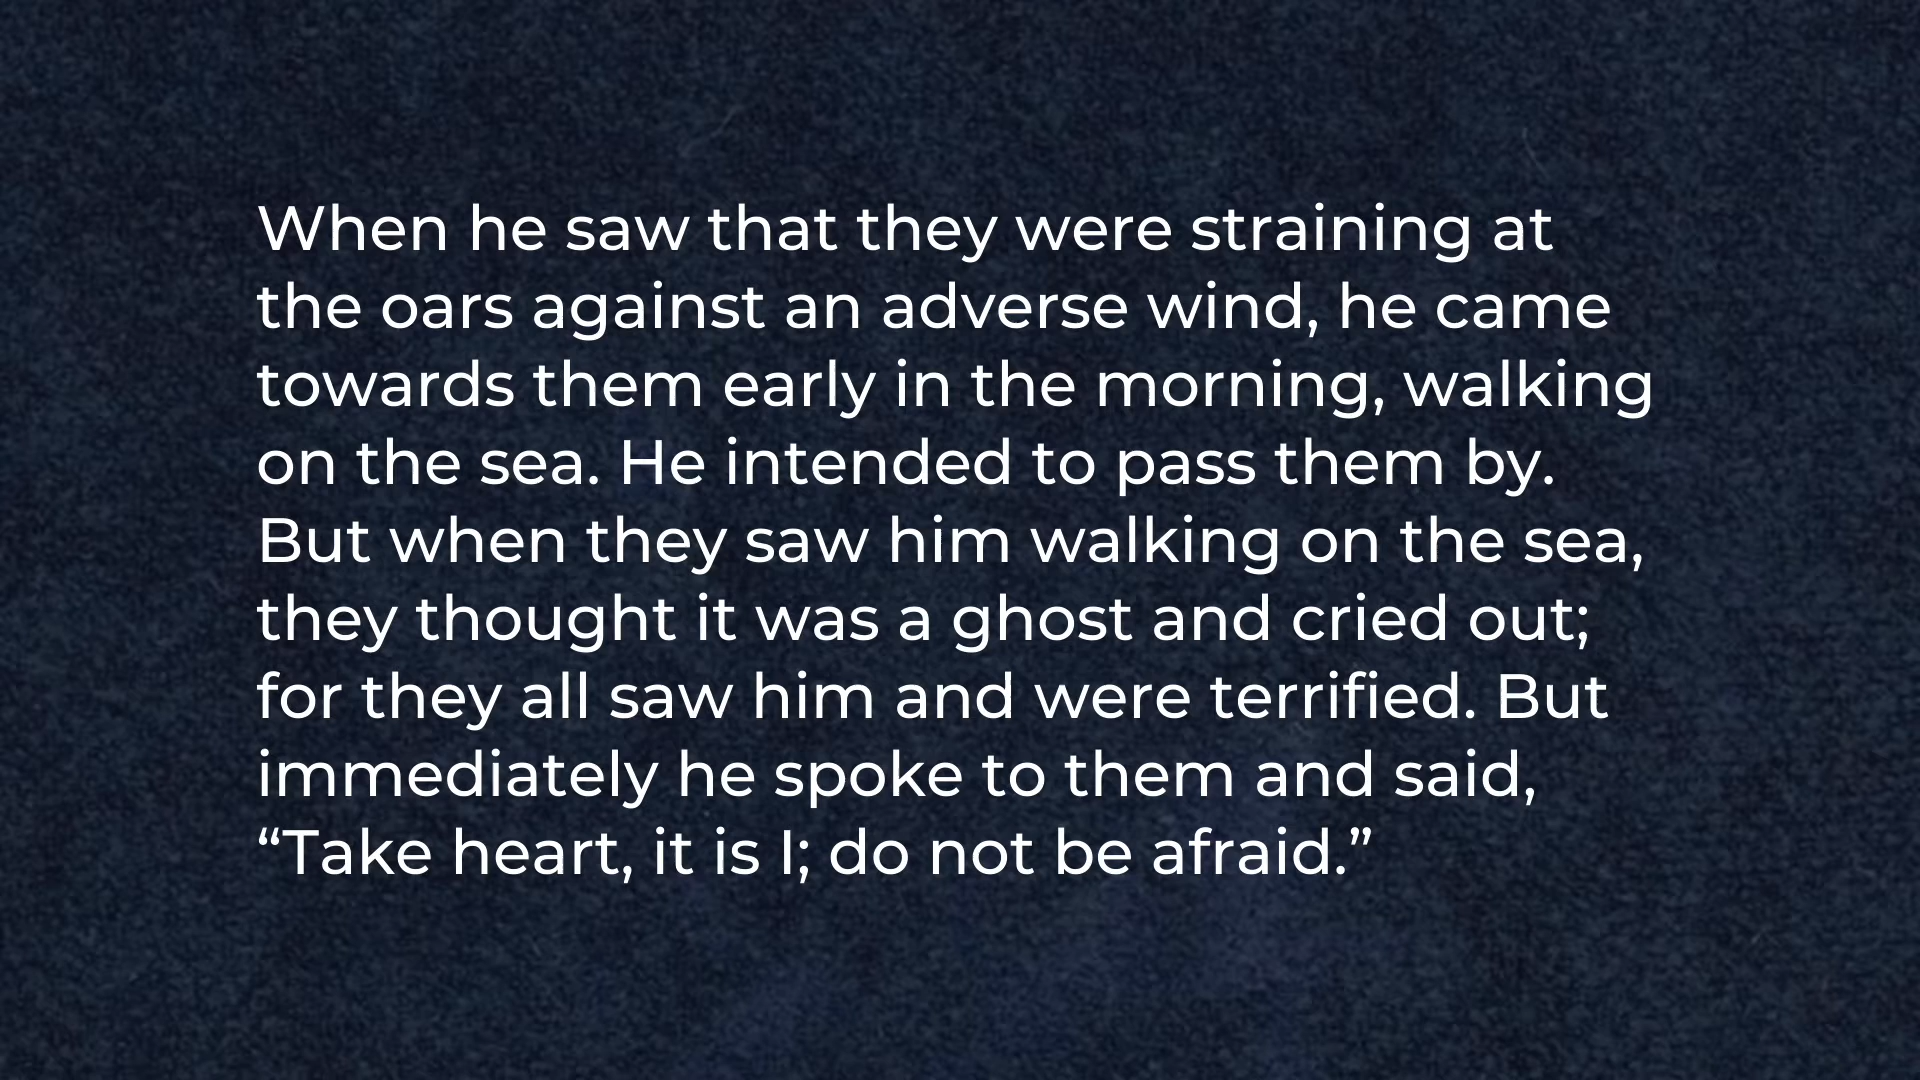 When he saw that they were straining at
the oars against an adverse wind, he came
towards them early in the morning, walking
on the sea. He intended to pass them by.
But when they saw him walking on the sea,
they thought it was a ghost and cried out;
for they all saw him and were terrified. But
immediately he spoke to them and said,
“Take heart, it is I; do not be afraid.”